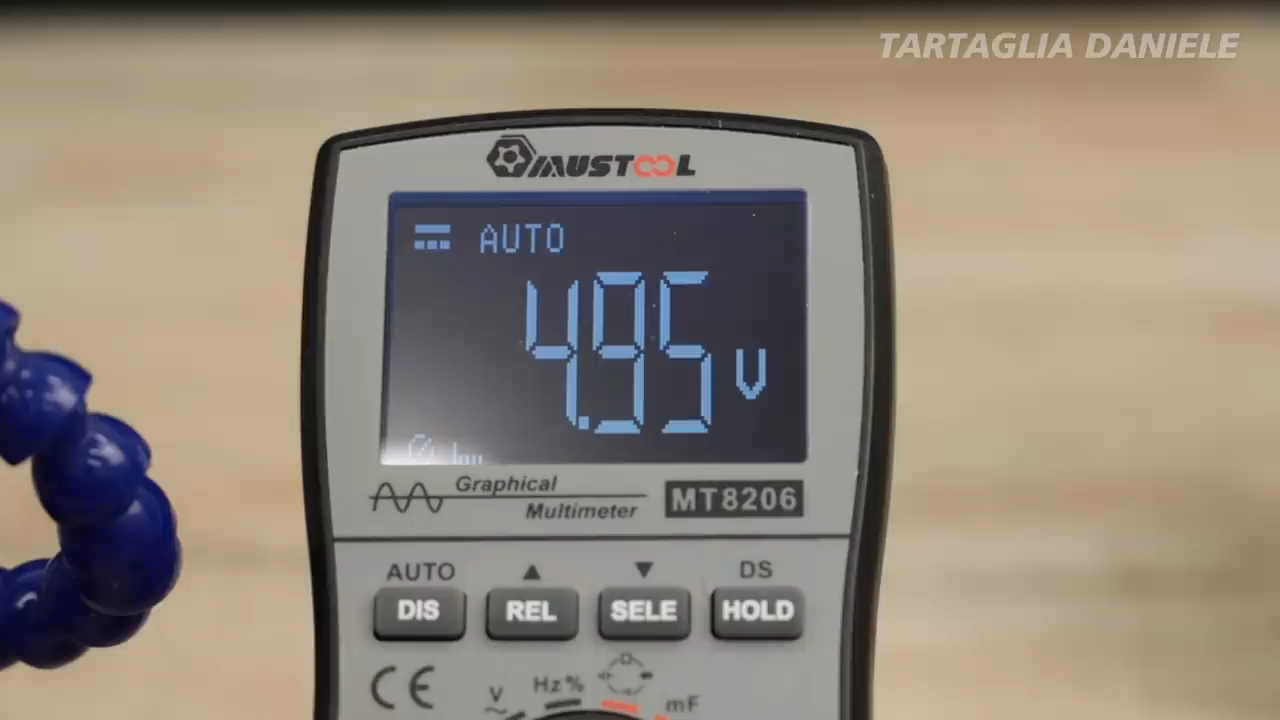 TARTAGLIA DANIELE
MUSTOOL
AUTO
4.95 V
Graphical
Multimeter
MT8206
AUTO ▲ ▼ DS
DIS REL SELE HOLD
CE
V Hz% mF